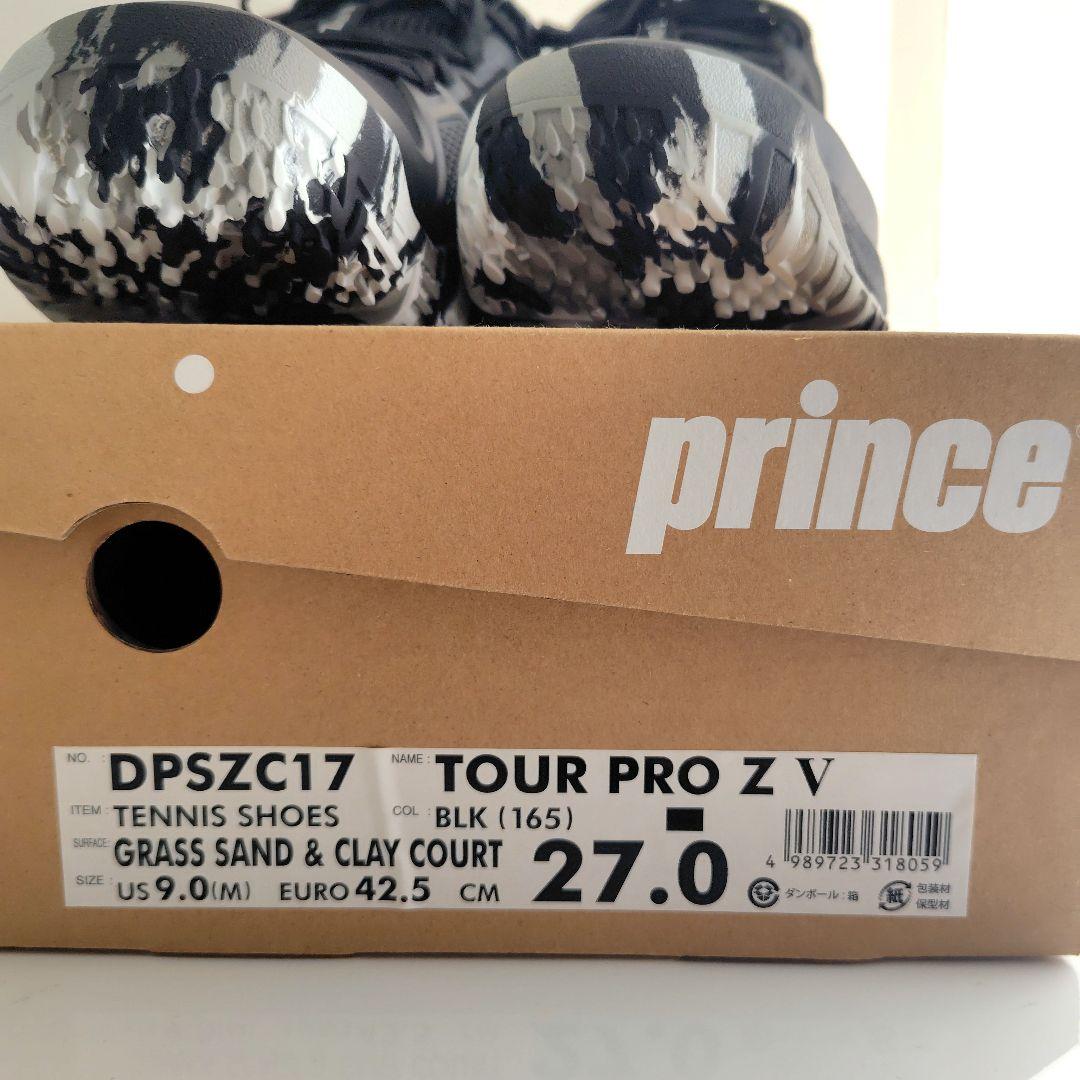 prince
NO. : DPSZC17 NAME : TOUR PRO Z V
ITEM : TENNIS SHOES COL : BLK (165)
SURFACE: GRASS SAND & CLAY COURT
SIZE : US 9.0(M) EURO 42.5 CM 27.0
4 989723 318059
ダンボール : 箱
紙 包装材
保型材